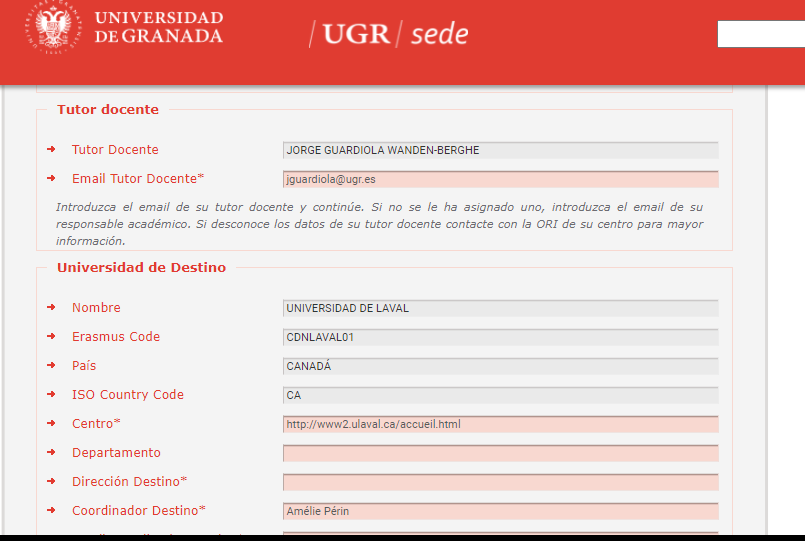 UNIVERSIDAD
DE GRANADA
UGR sede
Tutor docente
Tutor Docente JORGE GUARDIOLA WANDEN-BERGHE
Email Tutor Docente* jguardiola@ugr.es
Introduzca el email de su tutor docente y continúe. Si no se le ha asignado uno, introduzca el email de su
responsable académico. Si desconoce los datos de su tutor docente contacte con la ORI de su centro para mayor
información.
Universidad de Destino
Nombre UNIVERSIDAD DE LAVAL
Erasmus Code CDNLAVAL01
País CANADÁ
ISO Country Code CA
Centro* http://www2.ulaval.ca/accueil.html
Departamento
Dirección Destino*
Coordinador Destino* Amélie Périn